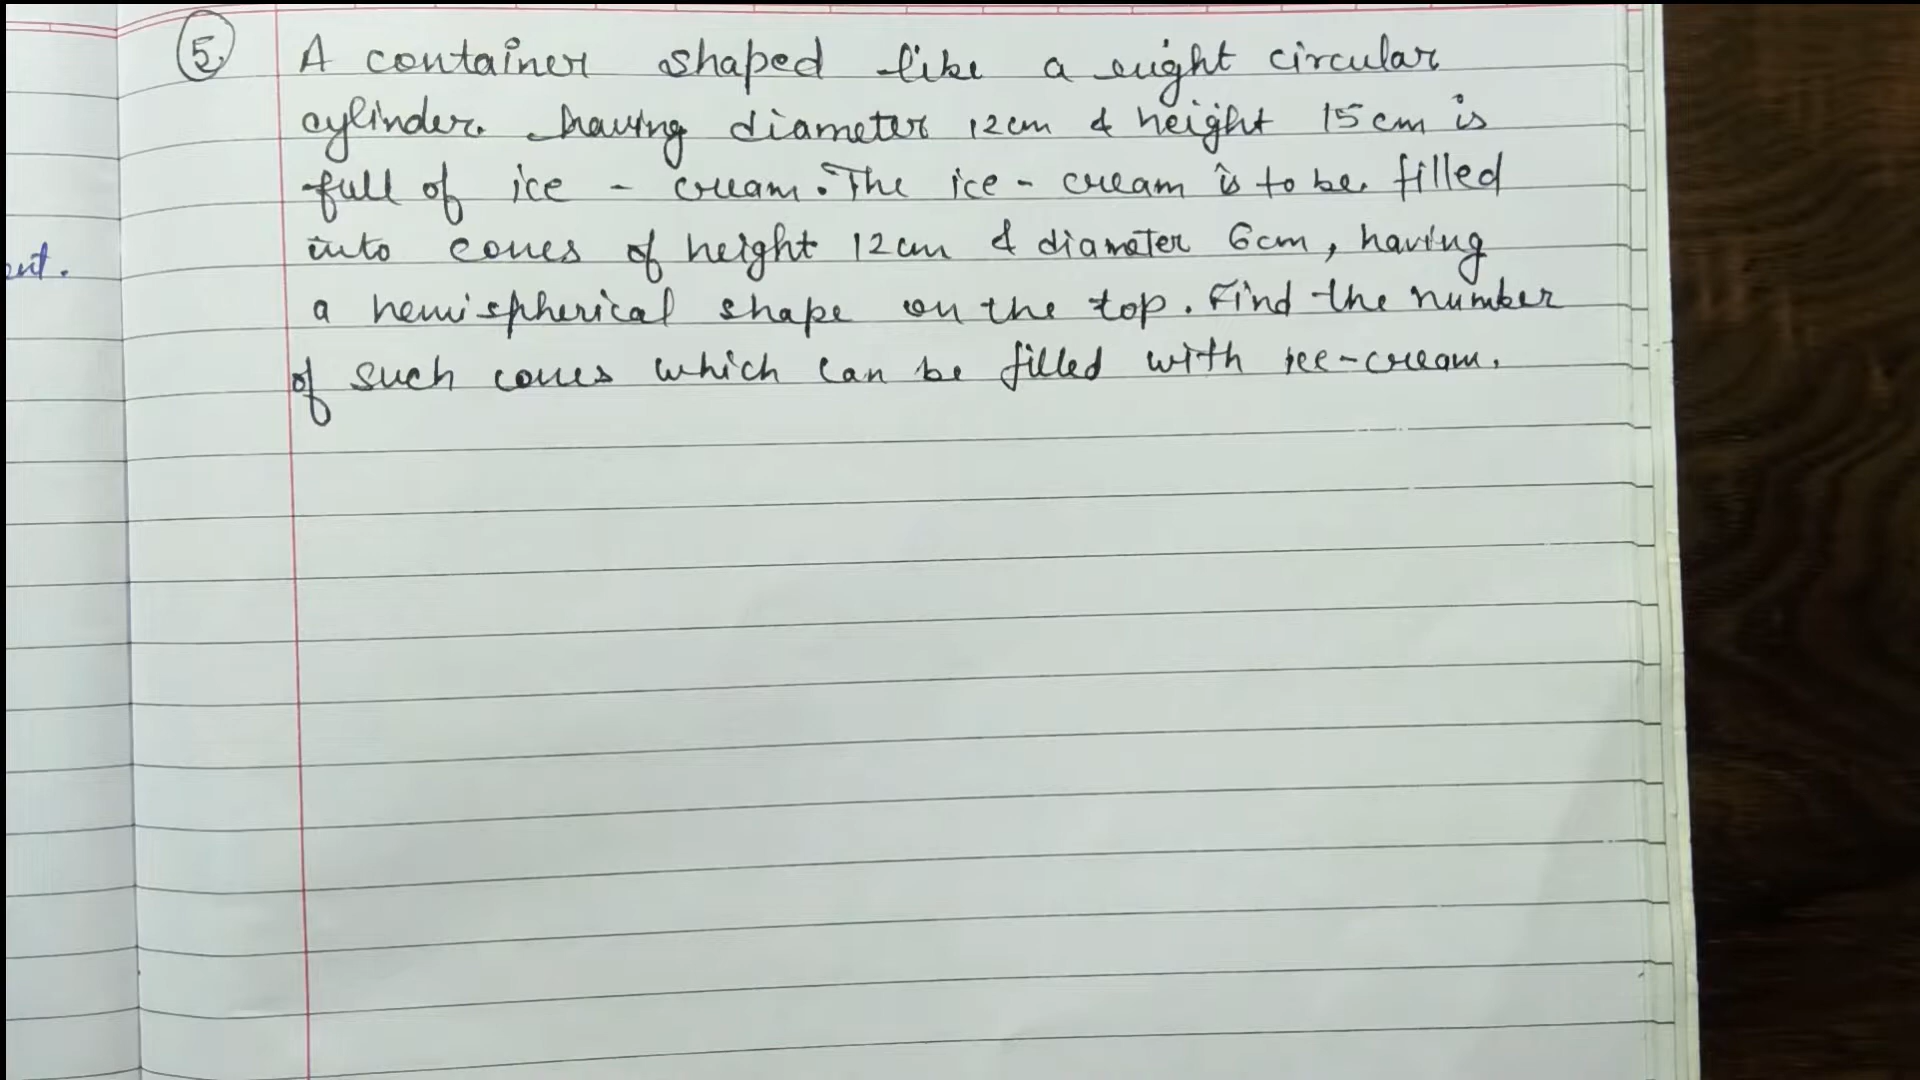 5. A container shaped like a right circular
cylinder. having diameter 12cm & height 15cm is
full of ice - cream. The ice - cream is to be. filled
into cones of height 12cm & diameter 6cm, having
a hemispherical shape on the top. Find the number
of such cones which can be filled with ice-cream.